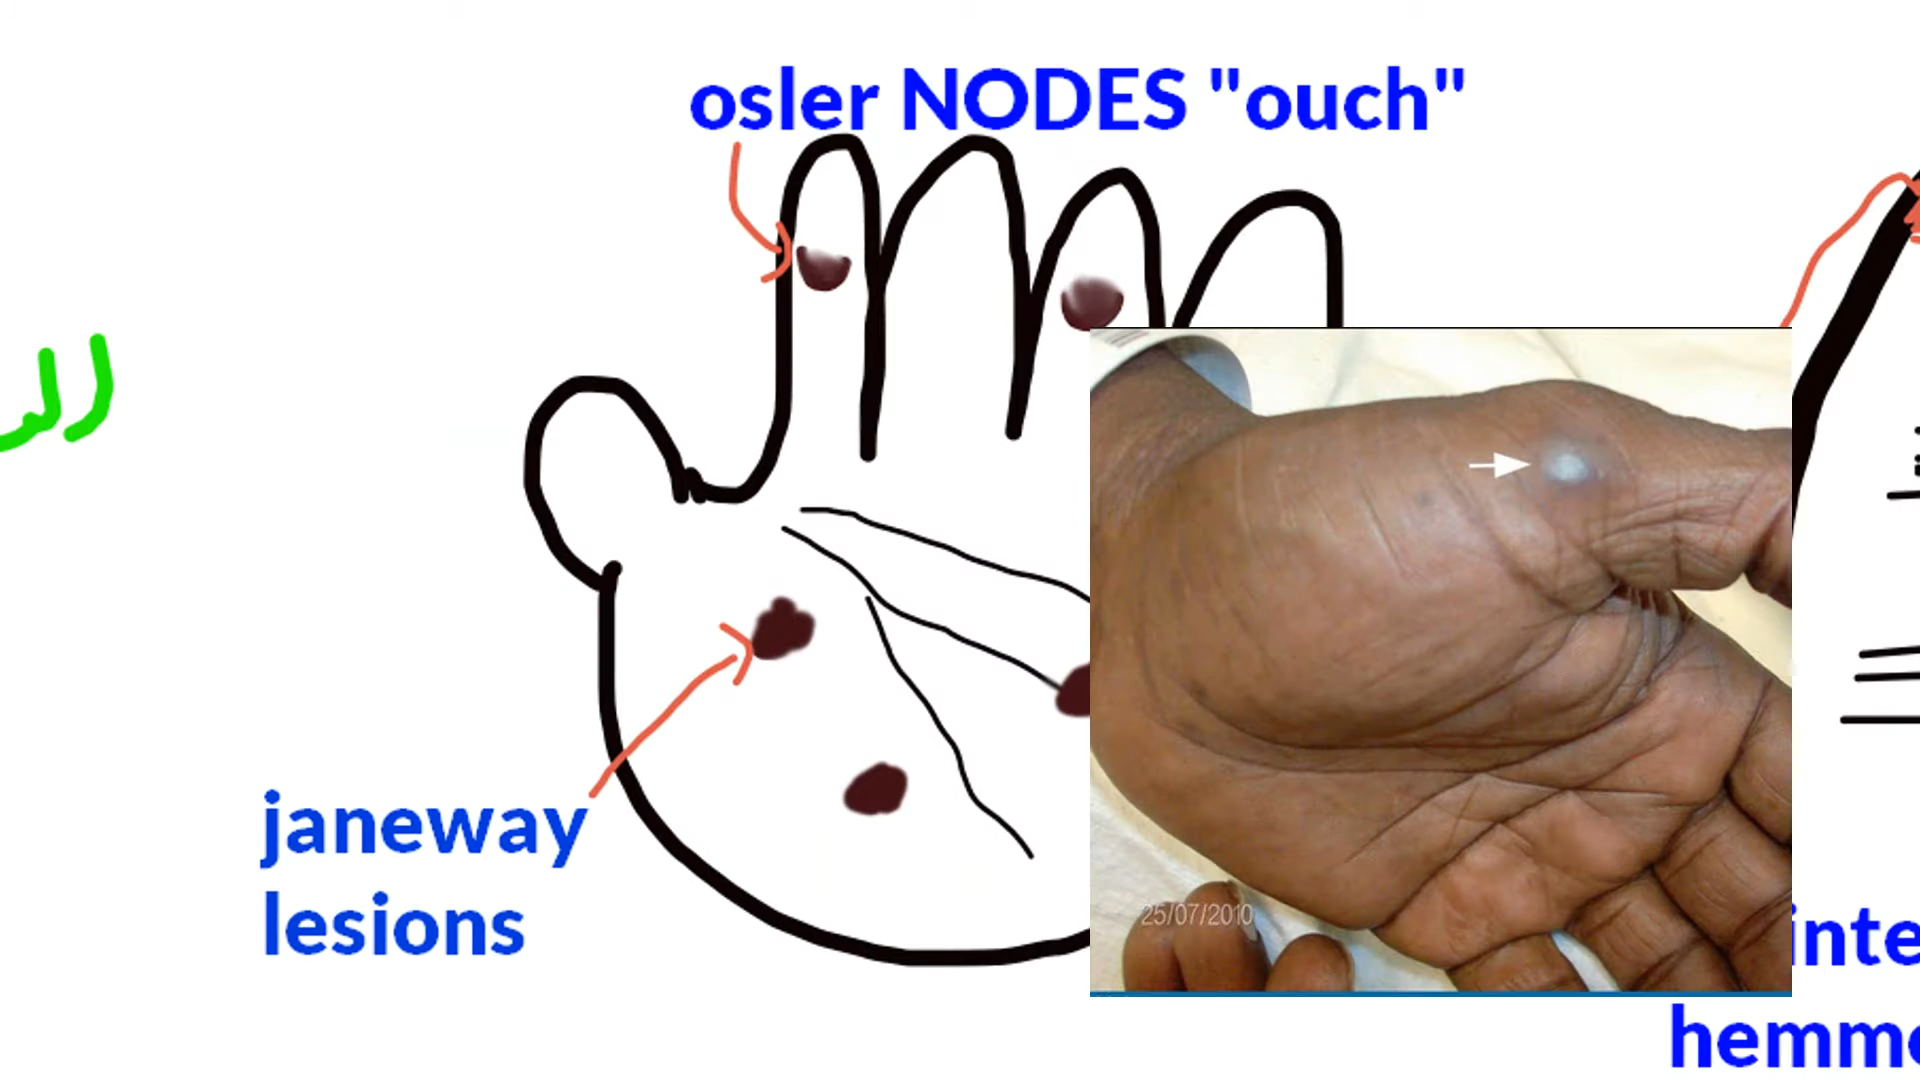 osler NODES "ouch"
janeway
lesions
25/07/2010
inte
hemm